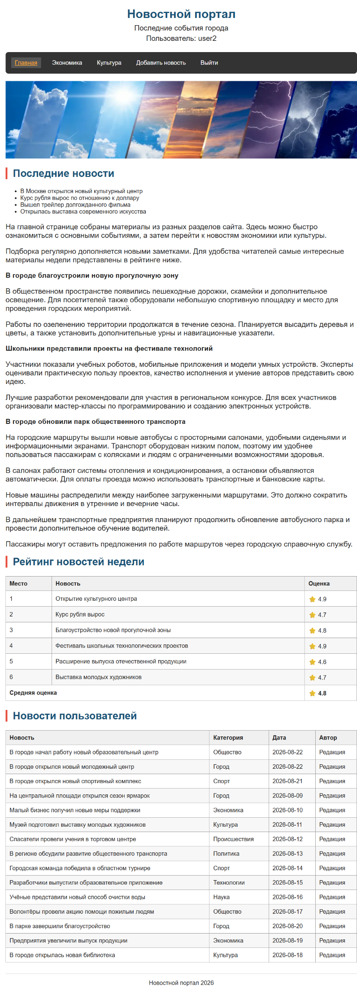 Новостной портал
Последние события города
Пользователь: user2
Главная Экономика Культура Добавить новость Выйти
Последние новости
В Москве открылся новый культурный центр
Курс рубля вырос по отношению к доллару
Вышел трейлер долгожданного фильма
Открылась выставка современного искусства
На главной странице собраны материалы из разных разделов сайта. Здесь можно быстро
ознакомиться с основными событиями, а затем перейти к новостям экономики или культуры.
Подборка регулярно дополняется новыми заметками. Для удобства читателей самые интересные
материалы недели представлены в рейтинге ниже.
В городе благоустроили новую прогулочную зону
В общественном пространстве появились пешеходные дорожки, скамейки и дополнительное
освещение. Для посетителей также оборудовали небольшую спортивную площадку и место для
проведения городских мероприятий.
Работы по озеленению территории продолжатся в течение сезона. Планируется высадить деревья и
цветы, а также установить дополнительные урны и навигационные указатели.
Школьники представили проекты на фестивале технологий
Участники показали учебных роботов, мобильные приложения и модели умных устройств. Эксперты
оценивали практическую пользу проектов, качество исполнения и умение авторов представить свою
идею.
Лучшие разработки рекомендовали для участия в региональном конкурсе. Для всех участников
организовали мастер-классы по программированию и созданию электронных устройств.
В городе обновили парк общественного транспорта
На городские маршруты вышли новые автобусы с просторными салонами, удобными сиденьями и
информационными экранами. Транспорт оборудован низким полом, поэтому им удобнее
пользоваться пассажирам с колясками и людям с ограниченными возможностями здоровья.
В салонах работают системы отопления и кондиционирования, а остановки объявляются
автоматически. Для оплаты проезда можно использовать транспортные и банковские карты.
Новые машины распределили между наиболее загруженными маршрутами. Это должно сократить
интервалы движения в утренние и вечерние часы.
В дальнейшем транспортные предприятия планируют продолжить обновление автобусного парка и
провести дополнительное обучение водителей.
Пассажиры могут оставить предложения по работе маршрутов через городскую справочную службу.
Рейтинг новостей недели
Место Новость Оценка
1 Открытие культурного центра 4.9
2 Курс рубля вырос 4.7
3 Благоустройство новой прогулочной зоны 4.8
4 Фестиваль школьных технологических проектов 4.9
5 Расширение выпуска отечественной продукции 4.6
6 Выставка молодых художников 4.7
Средняя оценка 4.8
Новости пользователей
Новость Категория Дата Автор
В городе начал работу новый образовательный центр Общество 2026-08-22 Редакция
В городе открылся новый молодежный центр Город 2026-08-22 Редакция
В городе открылся новый спортивный комплекс Спорт 2026-08-21 Редакция
На центральной площади открылся сезон ярмарок Город 2026-08-09 Редакция
Малый бизнес получил новые меры поддержки Экономика 2026-08-10 Редакция
Музей подготовил выставку молодых художников Культура 2026-08-11 Редакция
Спасатели провели учения в торговом центре Происшествия 2026-08-12 Редакция
В регионе обсудили развитие общественного транспорта Политика 2026-08-13 Редакция
Городская команда победила в областном турнире Спорт 2026-08-14 Редакция
Разработчики выпустили образовательное приложение Технологии 2026-08-15 Редакция
Учёные представили новый способ очистки воды Наука 2026-08-16 Редакция
Волонтёры провели акцию помощи пожилым людям Общество 2026-08-17 Редакция
В парке завершили благоустройство Город 2026-08-20 Редакция
Предприятия увеличили выпуск продукции Экономика 2026-08-19 Редакция
В городе открылась новая библиотека Культура 2026-08-18 Редакция
Новостной портал 2026